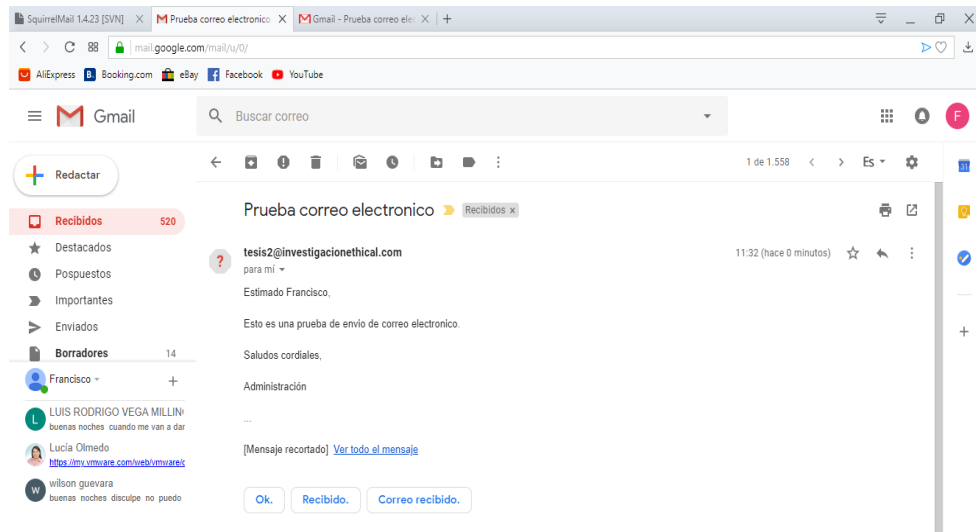 SquirrelMail 1.4.23 [SVN] Prueba correo electronico Gmail - Prueba correo elec
mail.google.com/mail/u/0/
AliExpress B. Booking.com eBay Facebook YouTube
Gmail Buscar correo F
Redactar 1 de 1.558 Es 31
Prueba correo electronico Recibidos x
Recibidos 520
Destacados
tesis2@investigacionethical.com 11:32 (hace 0 minutos)
para mí
Pospuestos
Estimado Francisco,
Importantes
Esto es una prueba de envio de correo electronico.
Enviados
Borradores 14
Saludos cordiales,
Francisco
Administración
LUIS RODRIGO VEGA MILLIN
buenas noches cuando me van a dar
...
Lucía Olmedo
[Mensaje recortado] Ver todo el mensaje
https://my.vmware.com/web/vmware/c
wilson guevara
buenas noches disculpe no puedo
Ok. Recibido. Correo recibido.